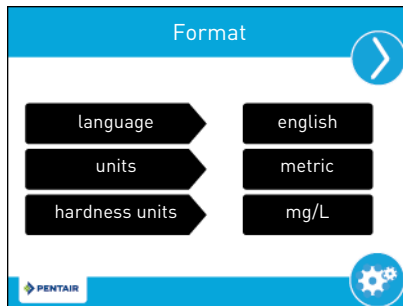 Format
language english
units metric
hardness units mg/L
PENTAIR